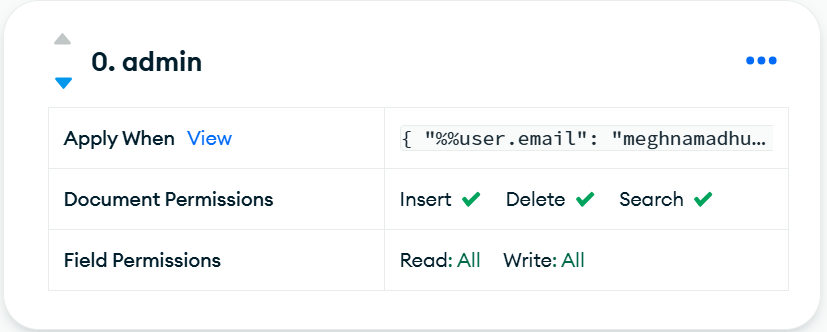 0. admin
Apply When View { "%%user.email": "meghnamadhu...
Document Permissions Insert Delete Search
Field Permissions Read: All Write: All